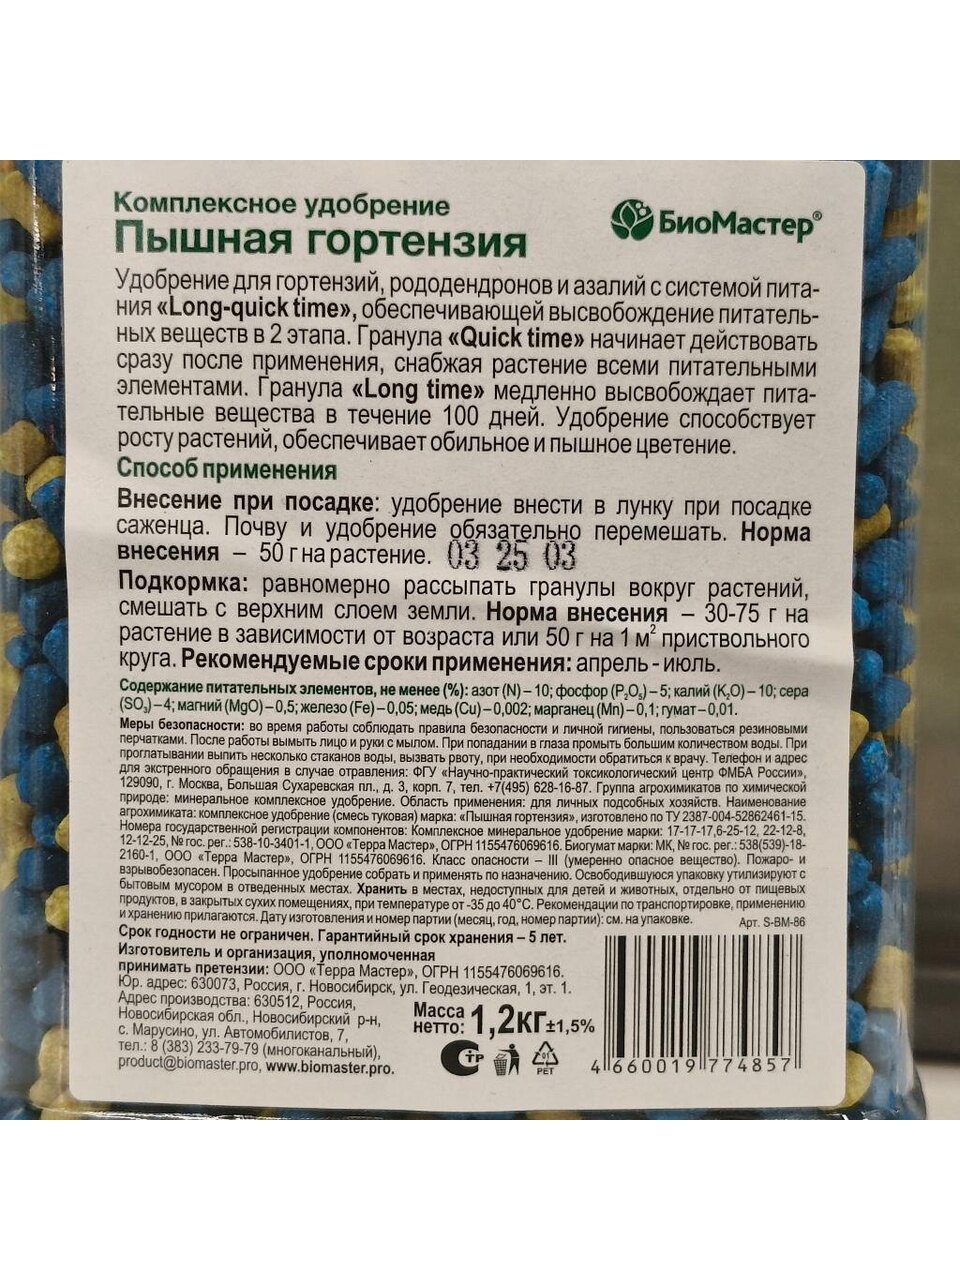 Комплексное удобрение
Пышная гортензия
БиоМастер®
Удобрение для гортензий, рододендронов и азалий с системой пита-
ния «Long-quick time», обеспечивающей высвобождение питатель-
ных веществ в 2 этапа. Гранула «Quick time» начинает действовать
сразу после применения, снабжая растение всеми питательными
элементами. Гранула «Long time» медленно высвобождает пита-
тельные вещества в течение 100 дней. Удобрение способствует
росту растений, обеспечивает обильное и пышное цветение.
Способ применения
Внесение при посадке: удобрение внести в лунку при посадке
саженца. Почву и удобрение обязательно перемешать. Норма
внесения – 50 г на растение. 03 25 03
Подкормка: равномерно рассыпать гранулы вокруг растений,
смешать с верхним слоем земли. Норма внесения – 30-75 г на
растение в зависимости от возраста или 50 г на 1 м² приствольного
круга. Рекомендуемые сроки применения: апрель - июль.
Содержание питательных элементов, не менее (%): азот (N) – 10; фосфор (P₂O₅) – 5; калий (K₂O) – 10; сера
(SO₃) – 4; магний (MgO) – 0,5; железо (Fe) – 0,05; медь (Cu) – 0,002; марганец (Mn) – 0,1; гумат – 0,01.
Меры безопасности: во время работы соблюдать правила безопасности и личной гигиены, пользоваться резиновыми
перчатками. После работы вымыть лицо и руки с мылом. При попадании в глаза промыть большим количеством воды. При
проглатывании выпить несколько стаканов воды, вызвать рвоту, при необходимости обратиться к врачу. Телефон и адрес
для экстренного обращения в случае отравления: ФГУ «Научно-практический токсикологический центр ФМБА России»,
129090, г. Москва, Большая Сухаревская пл., д. 3, корп. 7, тел. +7(495) 628-16-87. Группа агрохимикатов по химической
природе: минеральное комплексное удобрение. Область применения: для личных подсобных хозяйств. Наименование
агрохимиката: комплексное удобрение (смесь туковая) марка: «Пышная гортензия», изготовлено по ТУ 2387-004-52862461-15.
Номера государственной регистрации компонентов: Комплексное минеральное удобрение марки: 17-17-17,6-25-12, 22-12-8,
12-12-25, № гос. рег.: 538-10-3401-1, ООО «Терра Мастер», ОГРН 1155476069616. Биогумат марки: МК, № гос. рег.: 538(539)-18-
2160-1, ООО «Терра Мастер», ОГРН 1155476069616. Класс опасности – III (умеренно опасное вещество). Пожаро- и
взрывобезопасен. Просыпанное удобрение собрать и применять по назначению. Освободившуюся упаковку утилизируют с
бытовым мусором в отведенных местах. Хранить в местах, недоступных для детей и животных, отдельно от пищевых
продуктов, в закрытых сухих помещениях, при температуре от -35 до 40°С. Рекомендации по транспортировке, применению
и хранению прилагаются. Дату изготовления и номер партии (месяц, год, номер партии): см. на упаковке.
Арт. S-BM-86
Срок годности не ограничен. Гарантийный срок хранения – 5 лет.
Изготовитель и организация, уполномоченная
принимать претензии: ООО «Терра Мастер», ОГРН 1155476069616.
Юр. адрес: 630073, Россия, г. Новосибирск, ул. Геодезическая, 1, эт. 1.
Адрес производства: 630512, Россия,
Новосибирская обл., Новосибирский р-н,
с. Марусино, ул. Автомобилистов, 7,
тел.: 8 (383) 233-79-79 (многоканальный),
product@biomaster.pro, www.biomaster.pro.
Масса
нетто: 1,2кг±1,5%
СТР
01
PET
4 660019 774857